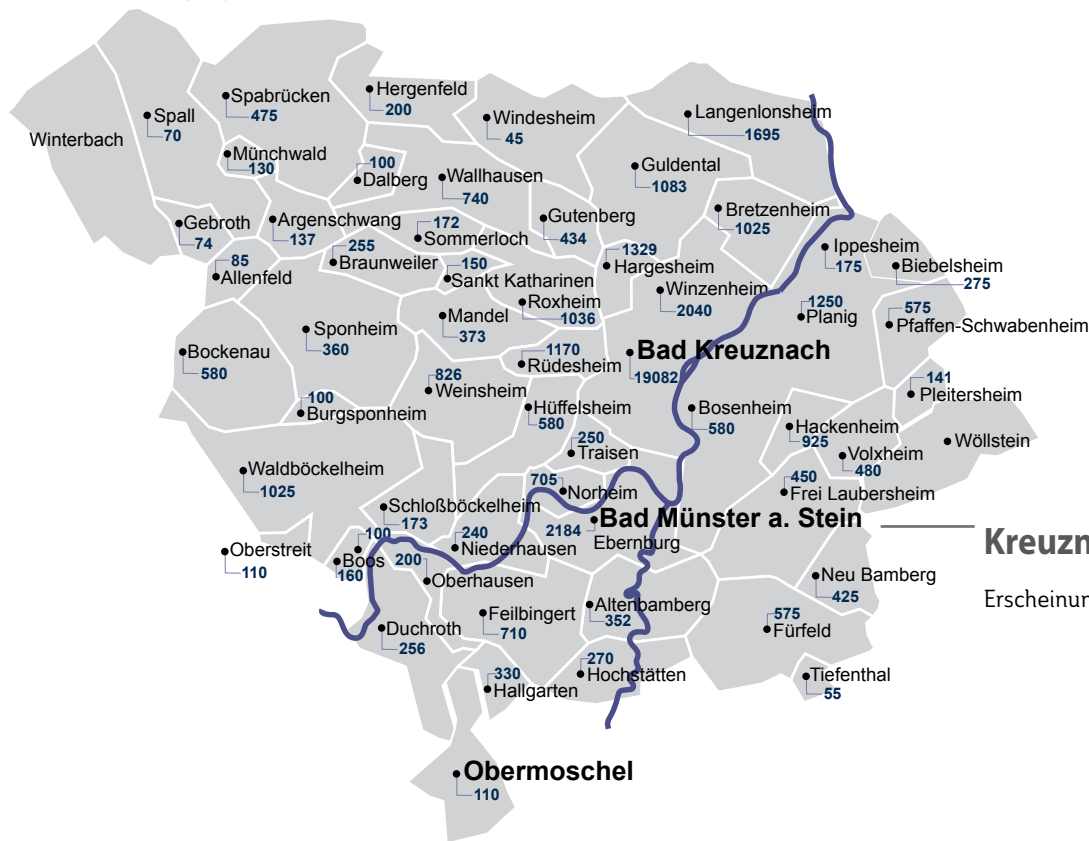 Hergenfeld
200
Spabrücken
475
Spall
70
Windesheim
45
Langenlonsheim
1695
Winterbach
Münchwald
130
100
Dalberg
Wallhausen
740
Guldental
1083
Gebroth
74
Argenschwang
137
172
Sommerloch
Gutenberg
434
Bretzenheim
1025
85
Allenfeld
255
Braunweiler
150
Sankt Katharinen
1329
Hargesheim
Ippesheim
175
Biebelsheim
275
Winzenheim
2040
Roxheim
1036
Mandel
373
Sponheim
360
1250
Planig
575
Pfaffen-Schwabenheim
Bockenau
580
1170
Rüdesheim
Bad Kreuznach
19082
826
Weinsheim
141
Pleitersheim
100
Burgsponheim
Hüffelsheim
580
Bosenheim
580
Hackenheim
925
Wöllstein
250
Traisen
Volxheim
480
Waldböckelheim
1025
705
Norheim
450
Frei Laubersheim
Schloßböckelheim
173
Bad Münster a. Stein
2184
Ebernburg
Kreuzn
240
Niederhausen
100
Boos
160
Oberstreit
110
200
Oberhausen
Neu Bamberg
425
Erscheinur
Feilbingert
710
Altenbamberg
352
575
Fürfeld
Duchroth
256
330
Hallgarten
270
Hochstätten
Tiefenthal
55
Obermoschel
110